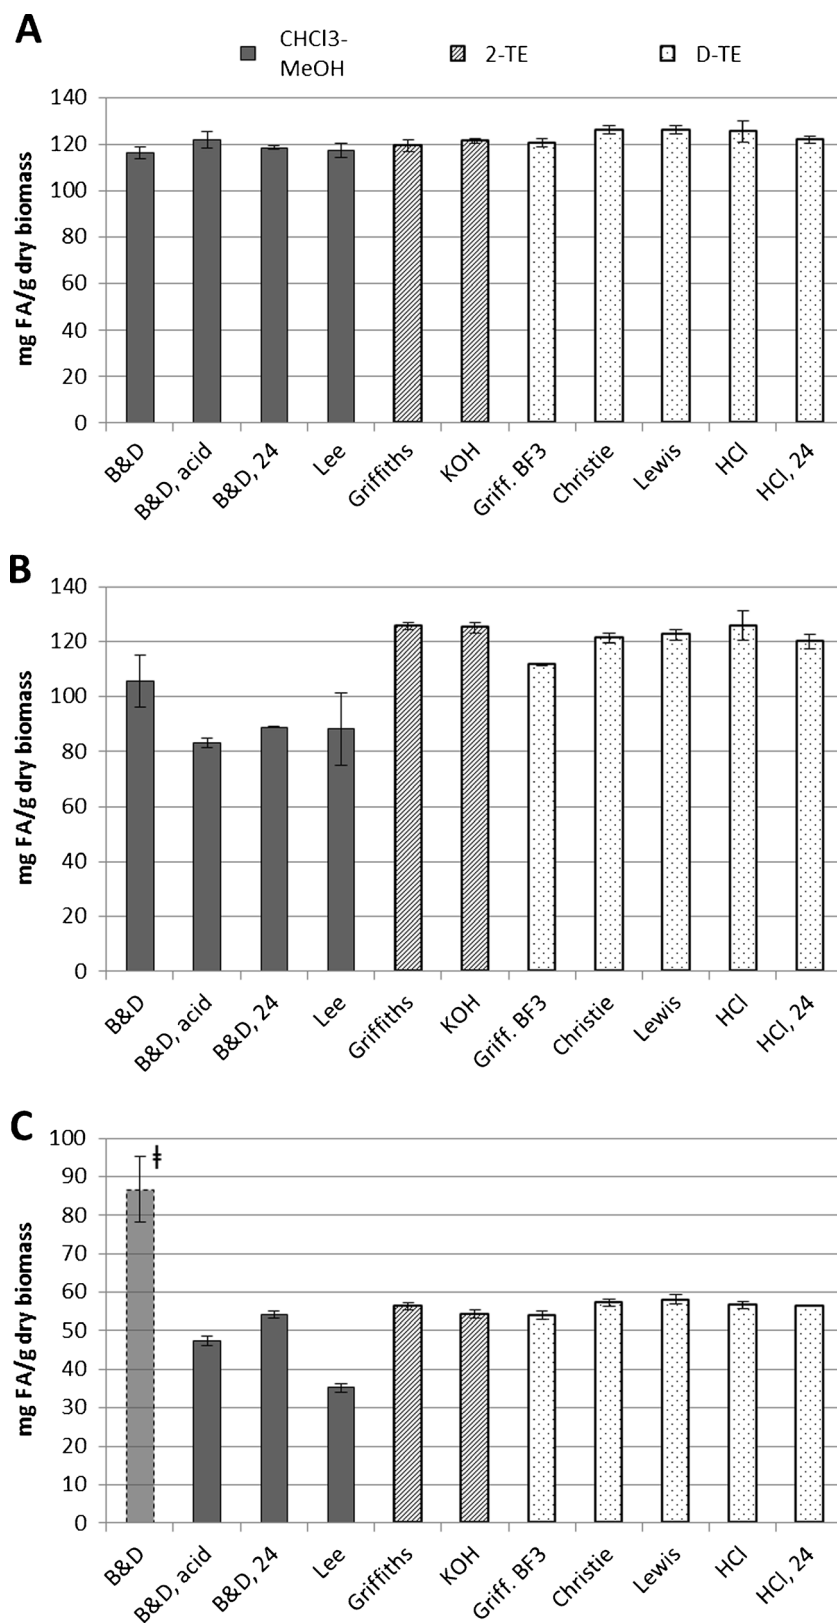 A
CHCl3-
MeOH
2-TE
D-TE
mg FA/g dry biomass
140
120
100
80
60
40
20
0
B&D
B&D, acid
B&D, 24
Lee
Griffiths
KOH
Griff. BF3
Christie
Lewis
HCl
HCl, 24
B
mg FA/g dry biomass
140
120
100
80
60
40
20
0
B&D
B&D, acid
B&D, 24
Lee
Griffiths
KOH
Griff. BF3
Christie
Lewis
HCl
HCl, 24
C
mg FA/g dry biomass
100
90
80
70
60
50
40
30
20
10
0
ǂ
B&D
B&D, acid
B&D, 24
Lee
Griffiths
KOH
Griff. BF3
Christie
Lewis
HCl
HCl, 24